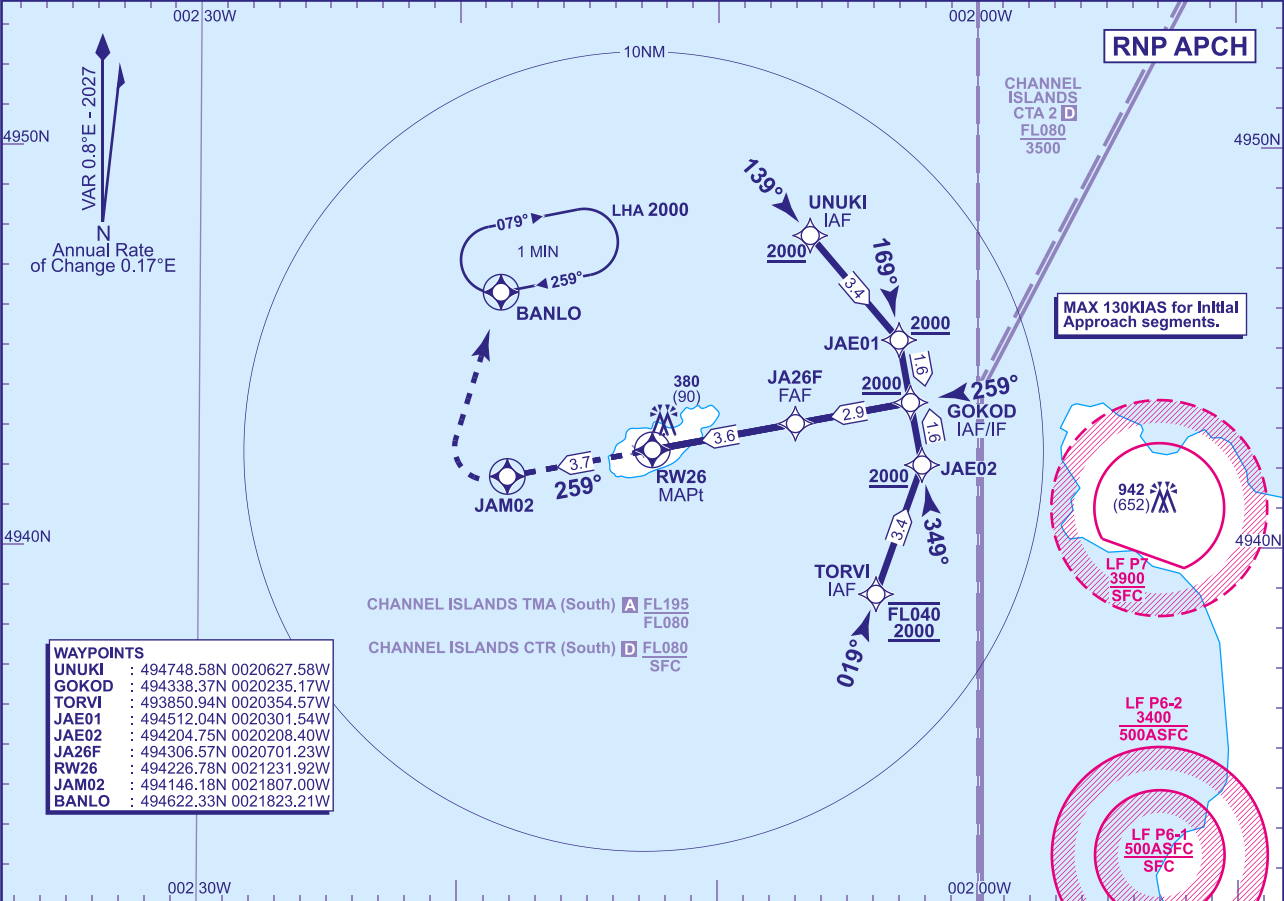 002 30W
002 00W
10NM
RNP APCH
VAR 0.8°E - 2027
N
Annual Rate
of Change 0.17°E
CHANNEL
ISLANDS
CTA 2 D
FL080
3500
4950N
4950N
139°
UNUKI
IAF
2000
079°
LHA 2000
1 MIN
259°
BANLO
3.4
169°
MAX 130KIAS for Initial
Approach segments.
2000
JAE01
1.6
JA26F
FAF
2000
259°
GOKOD
IAF/IF
380
(90)
2.9
1.6
3.6
3.7
259°
RW26
MAPt
JAM02
2000
JAE02
942
(652)
3.4
349°
4940N
4940N
LF P7
3900
SFC
TORVI
IAF
FL040
2000
019°
CHANNEL ISLANDS TMA (South) A FL195
FL080
CHANNEL ISLANDS CTR (South) D FL080
SFC
WAYPOINTS
UNUKI : 494748.58N 0020627.58W
GOKOD : 494338.37N 0020235.17W
TORVI : 493850.94N 0020354.57W
JAE01 : 494512.04N 0020301.54W
JAE02 : 494204.75N 0020208.40W
JA26F : 494306.57N 0020701.23W
RW26 : 494226.78N 0021231.92W
JAM02 : 494146.18N 0021807.00W
BANLO : 494622.33N 0021823.21W
LF P6-2
3400
500ASFC
LF P6-1
500ASFC
SFC
002 30W
002 00W